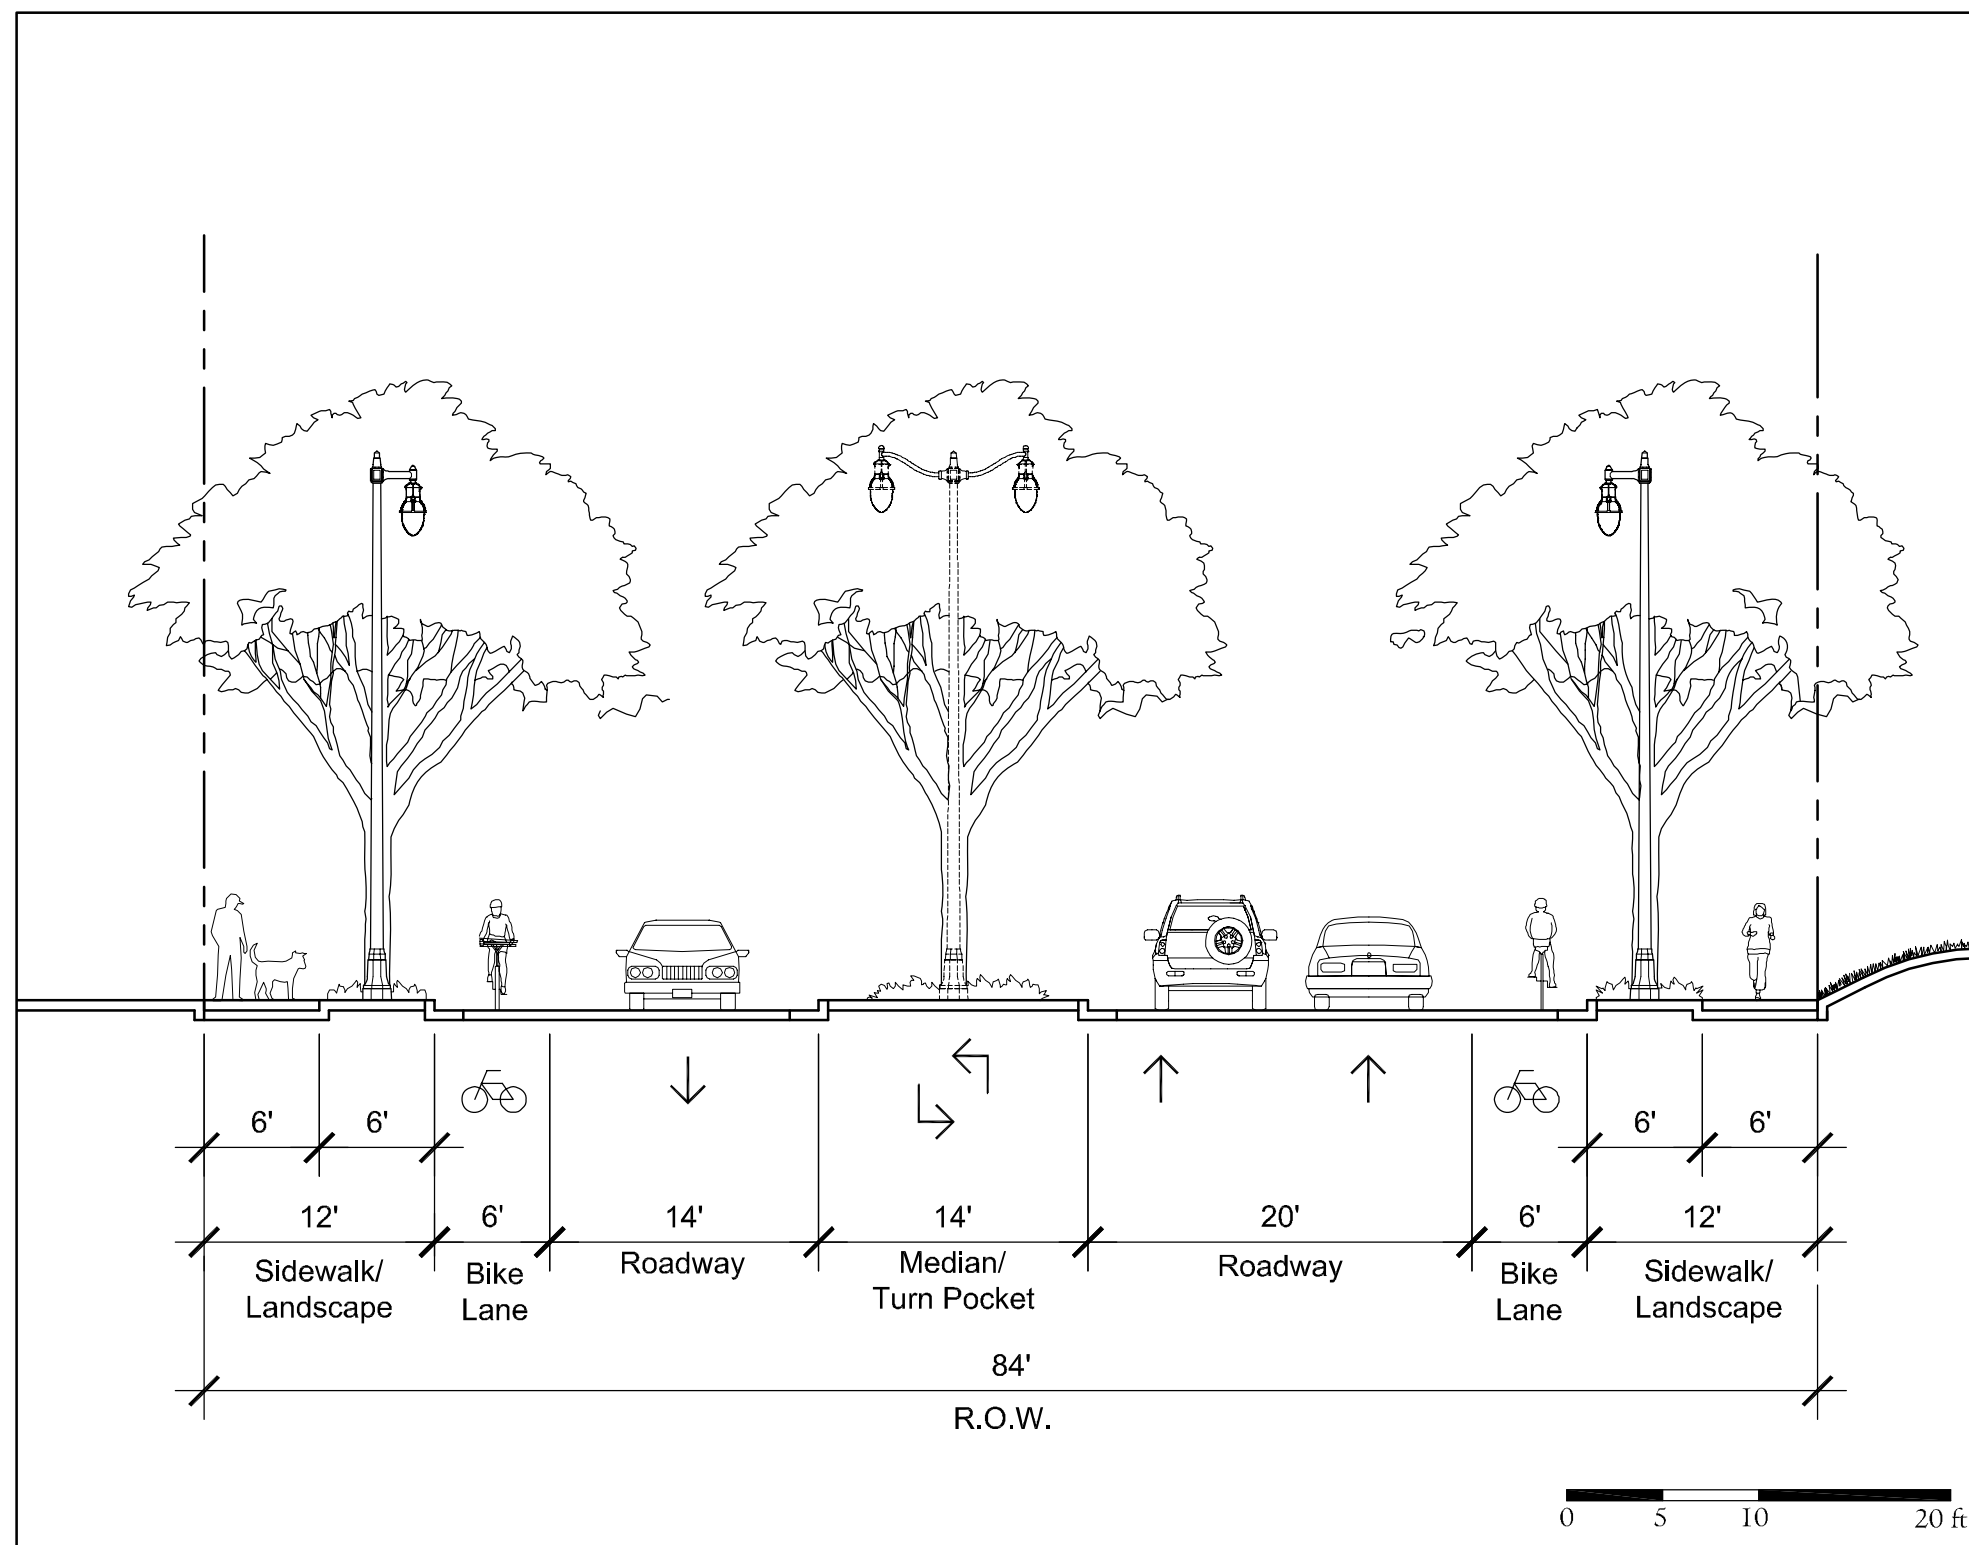 6' 6' 6' 6'
12' 6' 14' 14' 20' 6' 12'
Sidewalk/
Landscape
Bike
Lane
Roadway
Median/
Turn Pocket
Roadway
Bike
Lane
Sidewalk/
Landscape
84'
R.O.W.
0 5 10 20 ft